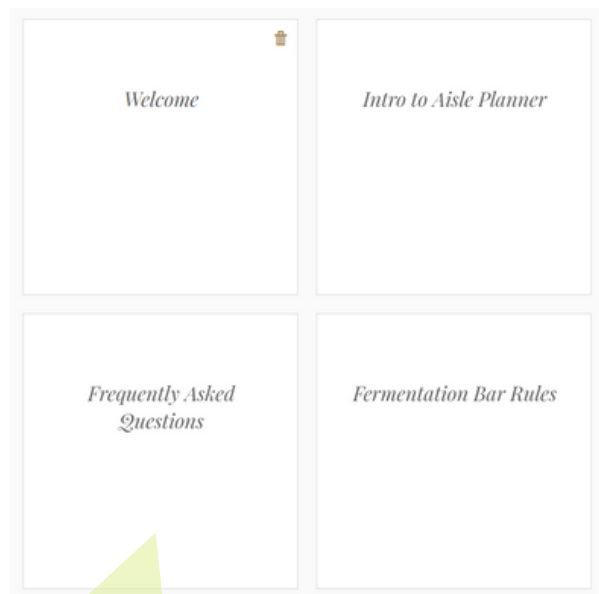 Welcome
Intro to Aisle Planner
Frequently Asked
Questions
Fermentation Bar Rules